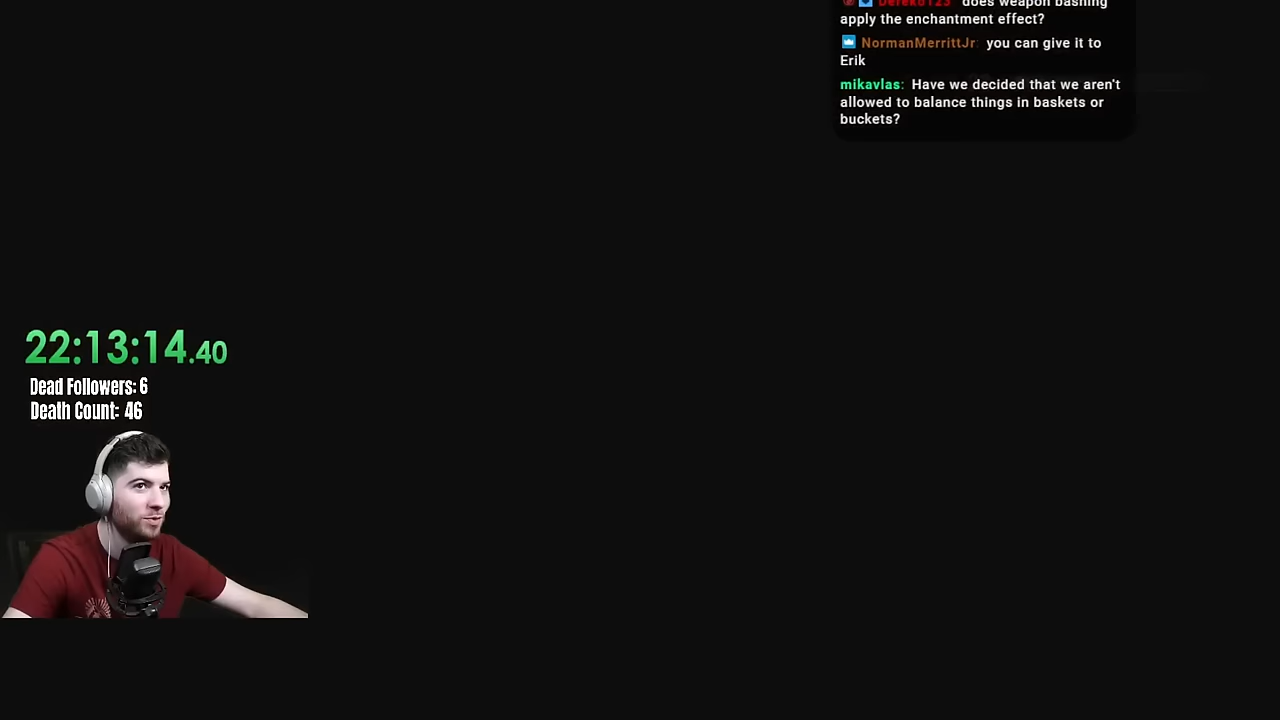 Dereko123 does weapon bashing
apply the enchantment effect?
NormanMerrittJr: you can give it to
Erik
mikavlas: Have we decided that we aren't
allowed to balance things in baskets or
buckets?
22:13:14.40
Dead Followers: 6
Death Count: 46